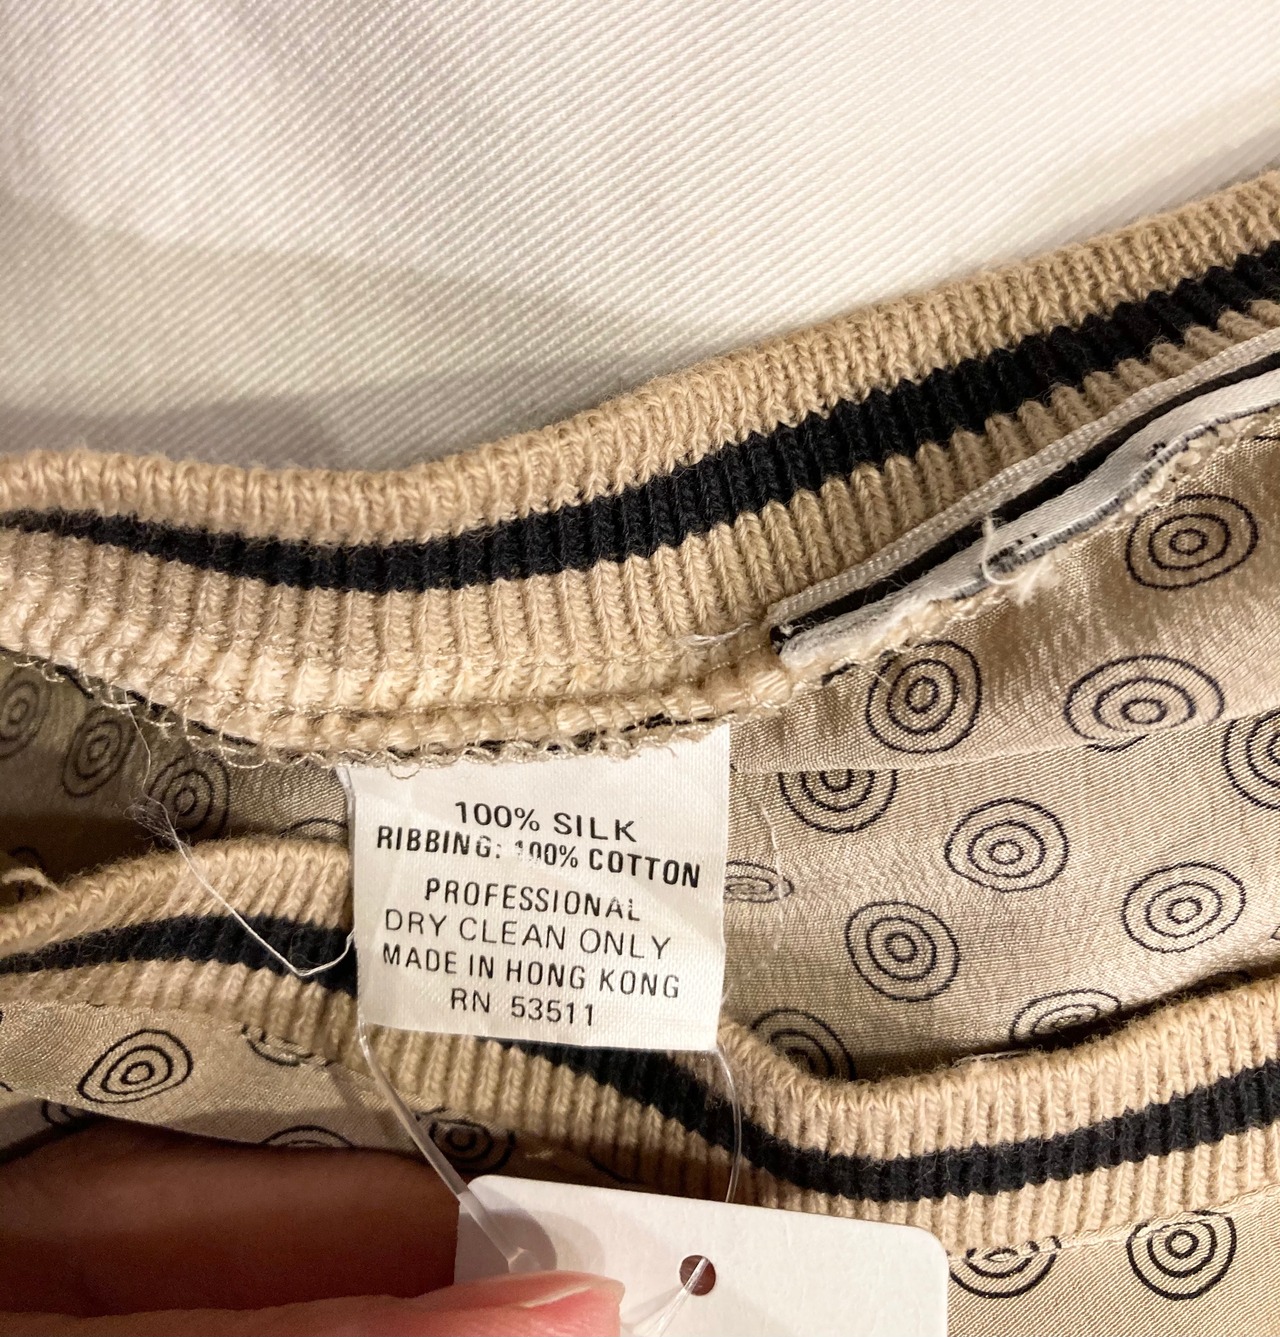 100% SILK
RIBBING: 100% COTTON
PROFESSIONAL
DRY CLEAN ONLY
MADE IN HONG KONG
RN 53511